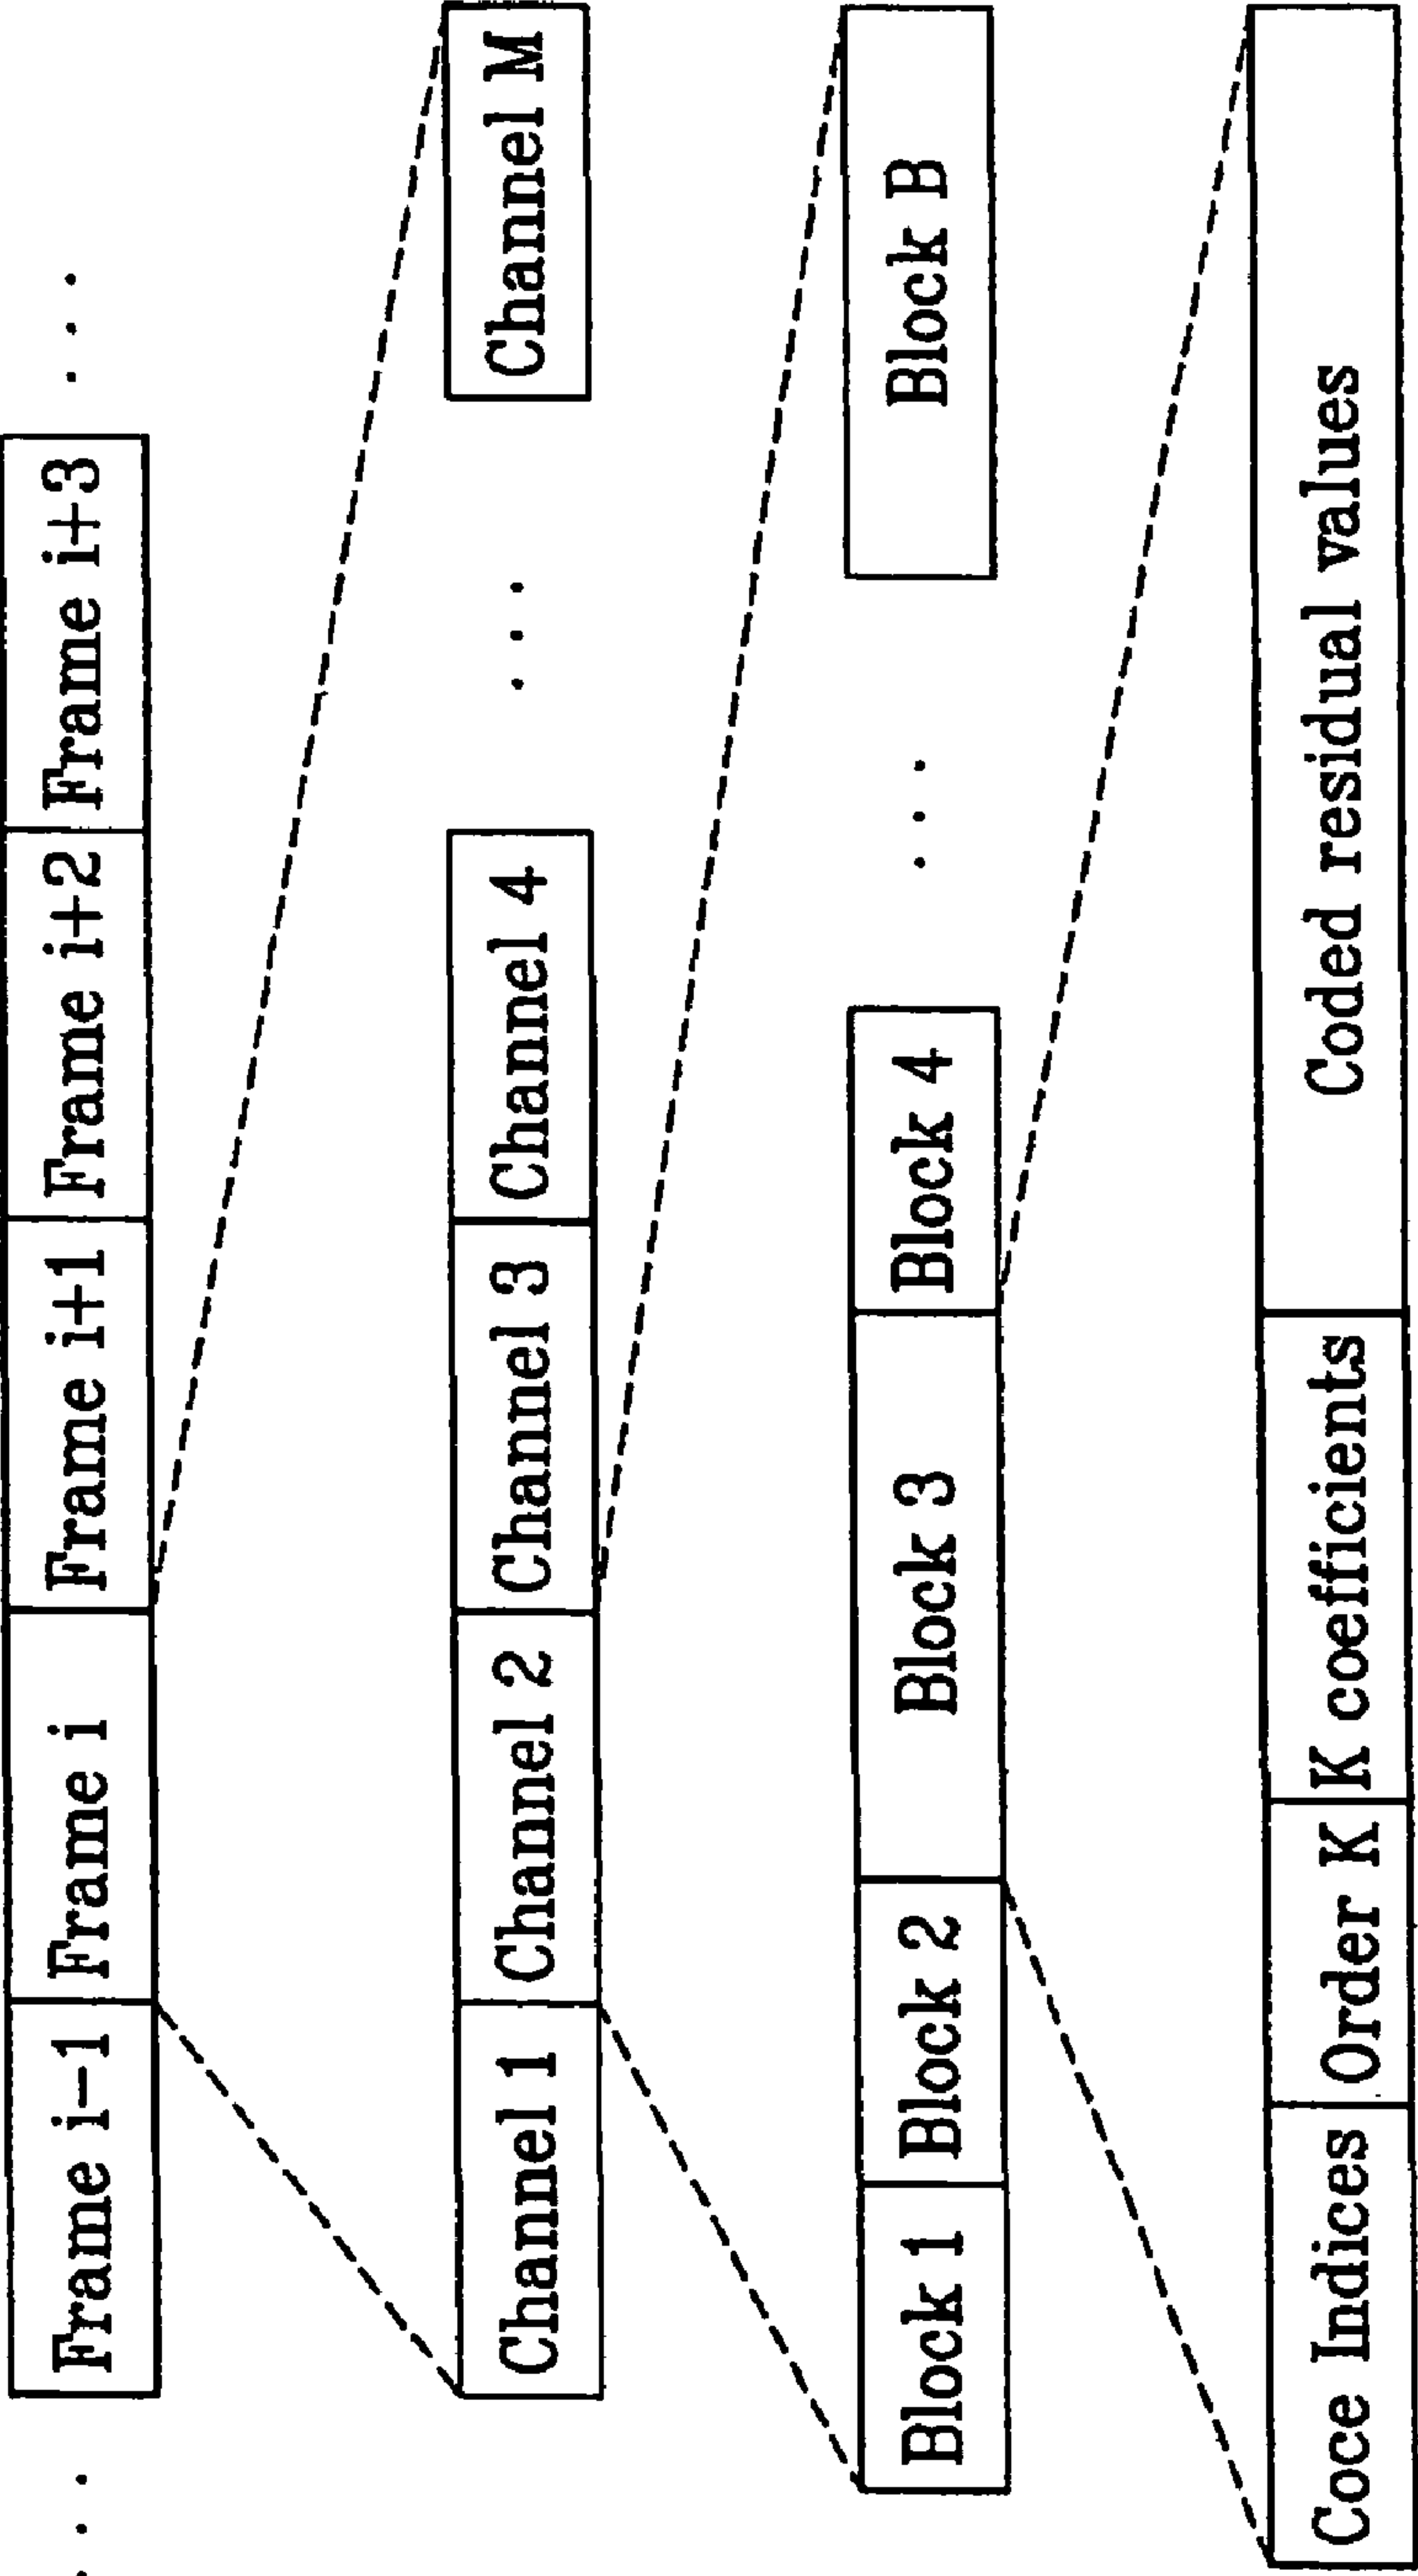 ... Frame i-1 Frame i Frame i+1 Frame i+2 Frame i+3 ...
Channel 1 Channel 2 Channel 3 Channel 4 ... Channel M
Block 1 Block 2 Block 3 Block 4 ... Block B
Coce Indices Order K K coefficients Coded residual values